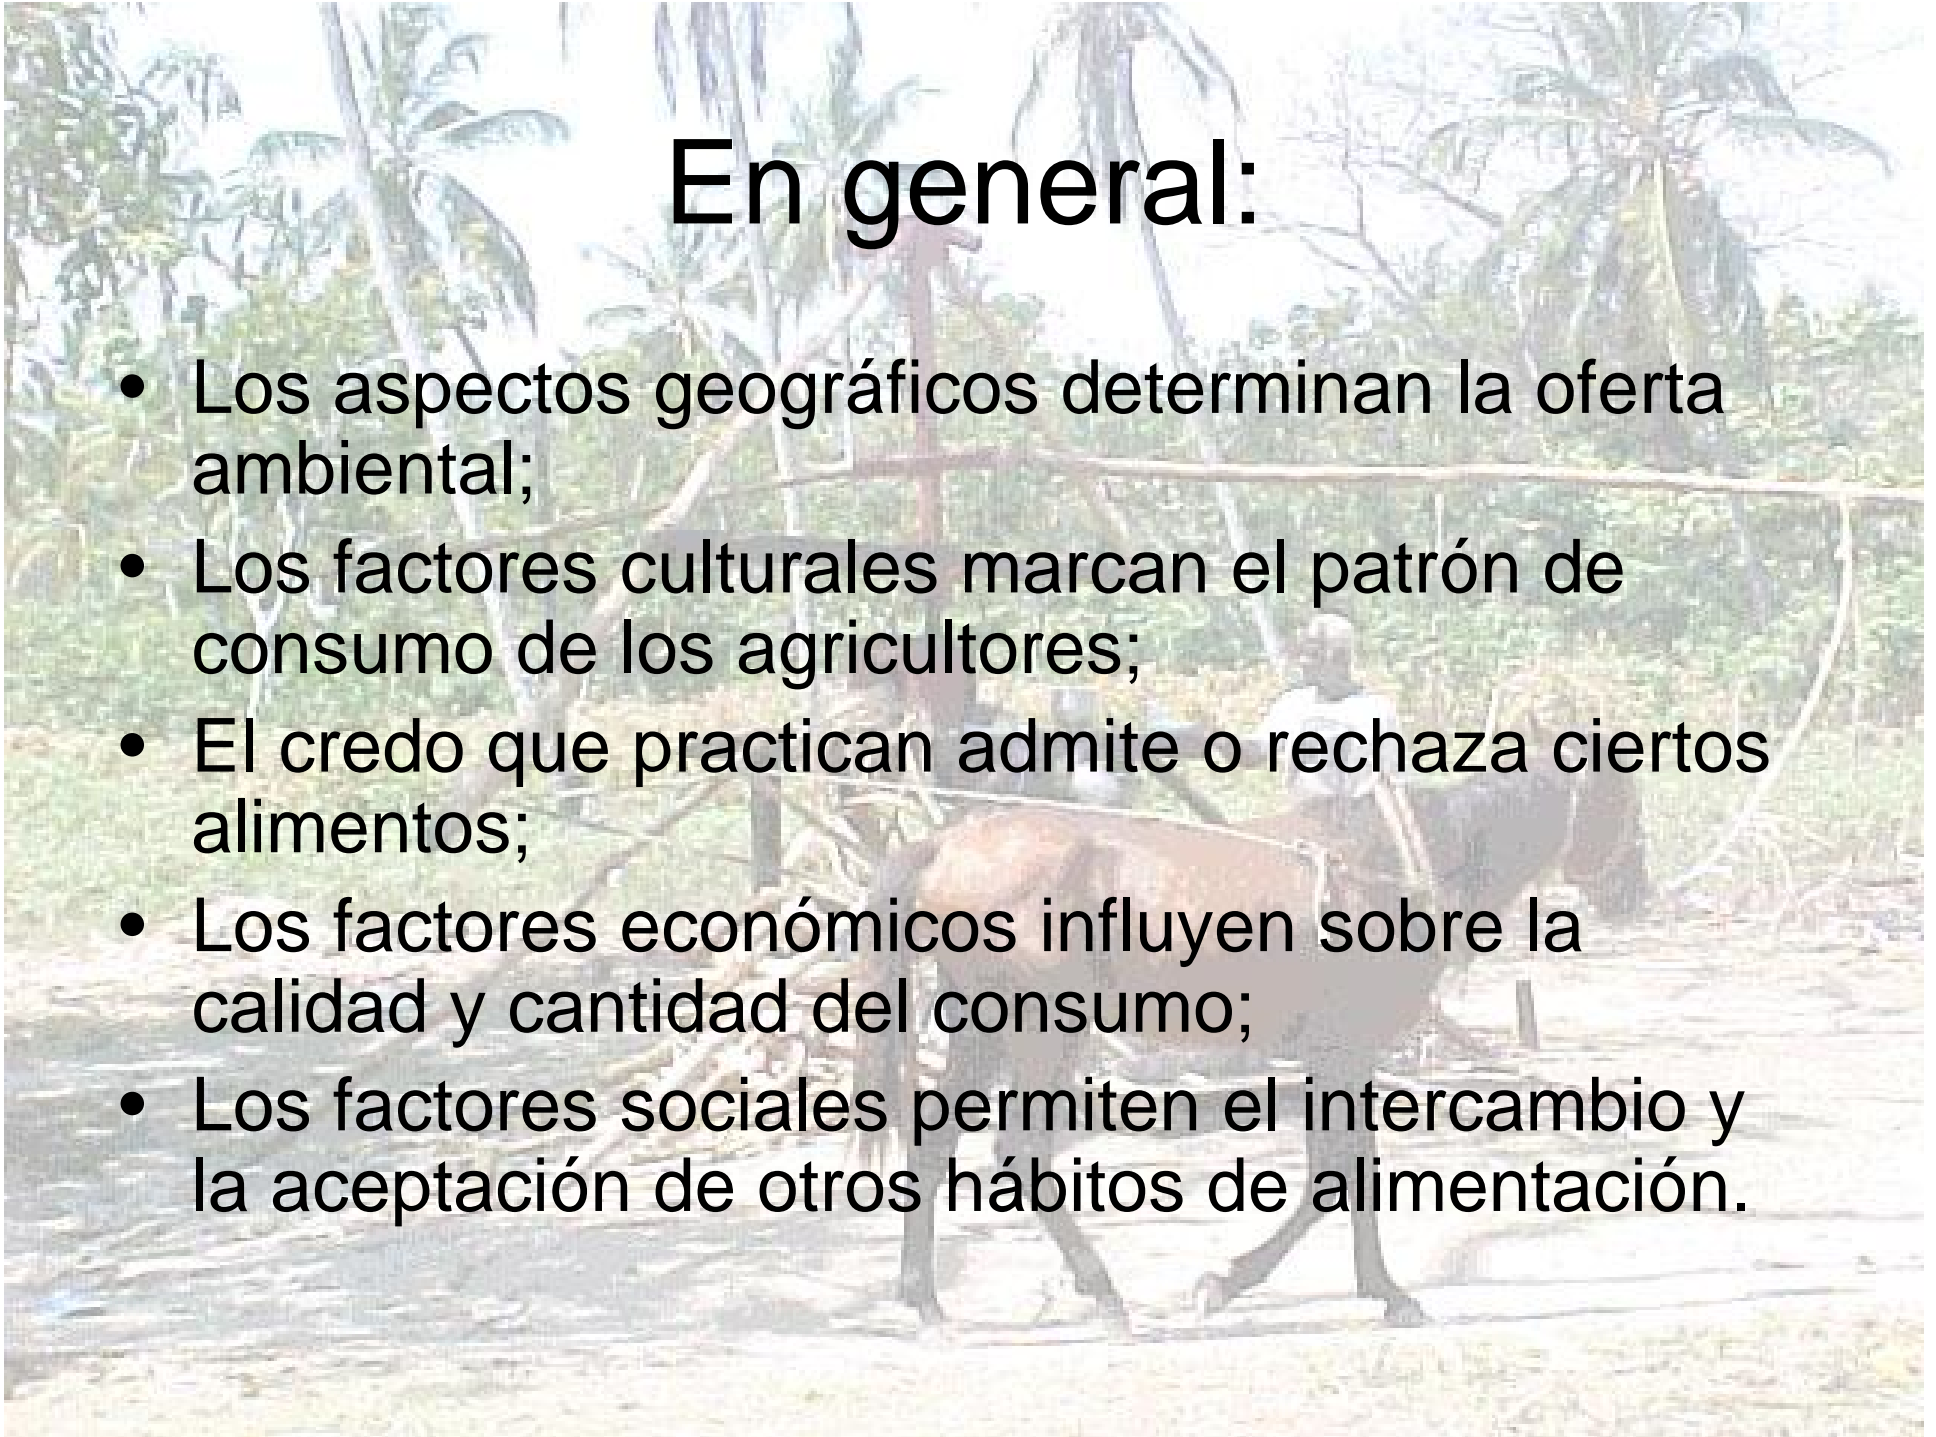 En general:
• Los aspectos geográficos determinan la oferta
ambiental;
• Los factores culturales marcan el patrón de
consumo de los agricultores;
• El credo que practican admite o rechaza ciertos
alimentos;
• Los factores económicos influyen sobre la
calidad y cantidad del consumo;
• Los factores sociales permiten el intercambio y
la aceptación de otros hábitos de alimentación.